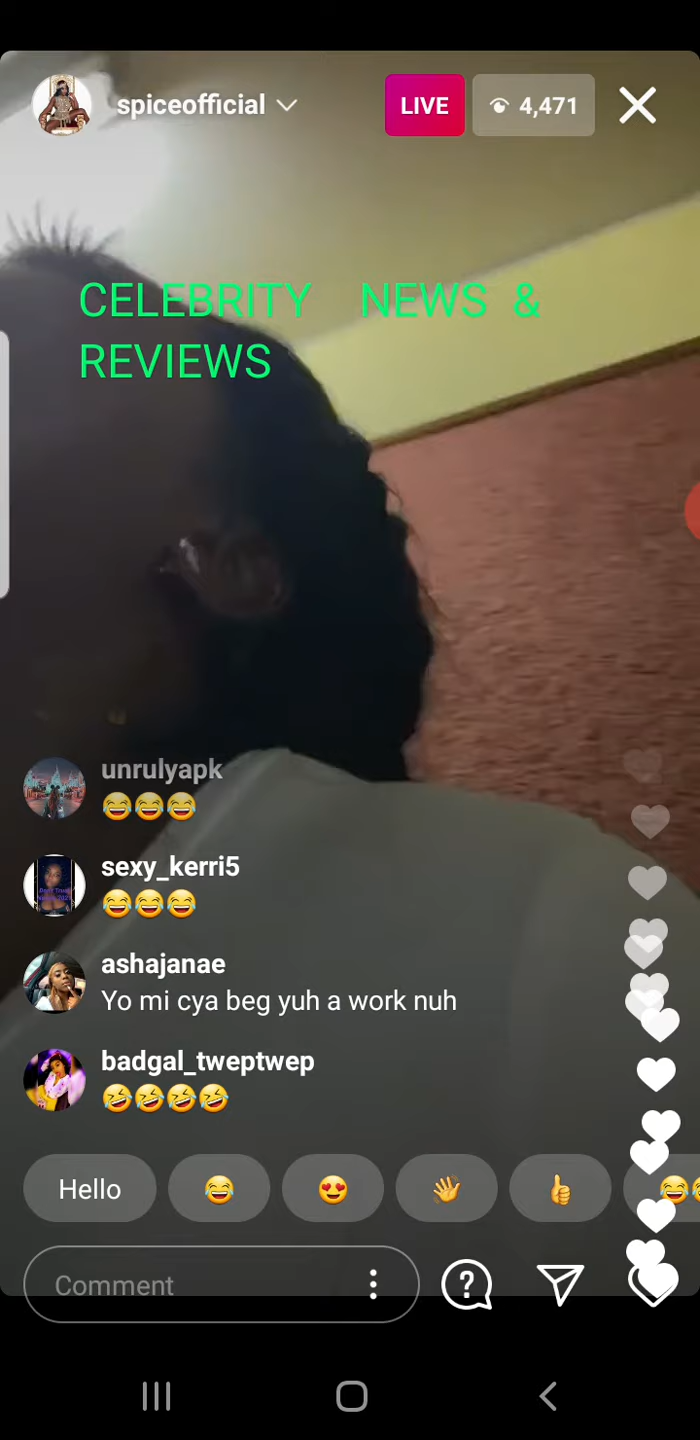 spiceofficial
LIVE
4,471
CELEBRITY NEWS &
REVIEWS
unrulyapk
😂😂😂
sexy_kerri5
😂😂😂
ashajanae
Yo mi cya beg yuh a work nuh
badgal_tweptwep
🤣🤣🤣🤣
Hello
Comment